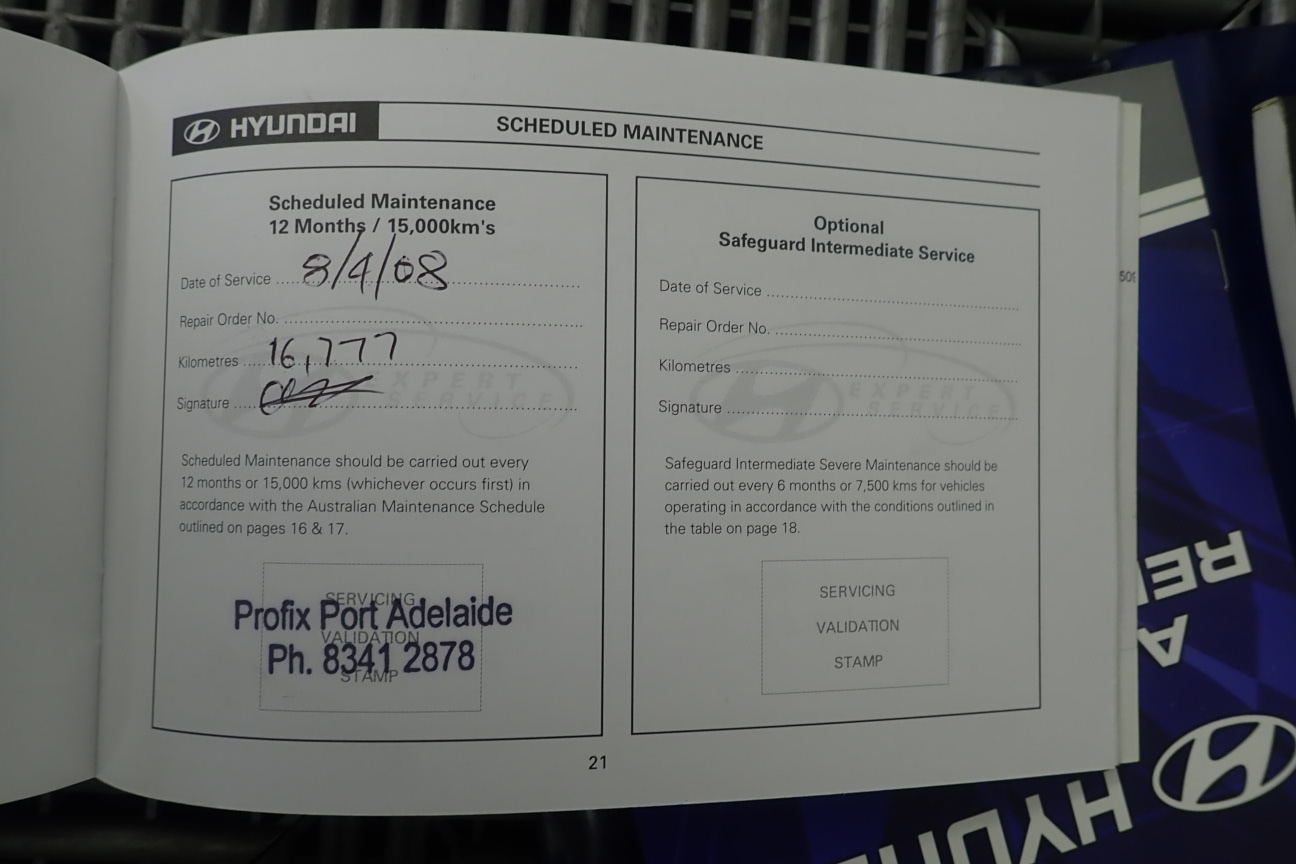 HYUNDAI
SCHEDULED MAINTENANCE
Scheduled Maintenance
12 Months / 15,000km's
Date of Service 8/4/08
Repair Order No.
Kilometres 16,777
Signature
EXPERT
SERVICE
Scheduled Maintenance should be carried out every
12 months or 15,000 kms (whichever occurs first) in
accordance with the Australian Maintenance Schedule
outlined on pages 16 & 17.
SERVICING
VALIDATION
STAMP
Profix Port Adelaide
Ph. 8341 2878
Optional
Safeguard Intermediate Service
Date of Service
Repair Order No.
Kilometres
Signature
EXPERT
SERVICE
Safeguard Intermediate Severe Maintenance should be
carried out every 6 months or 7,500 kms for vehicles
operating in accordance with the conditions outlined in
the table on page 18.
SERVICING
VALIDATION
STAMP
21
A
HYUN